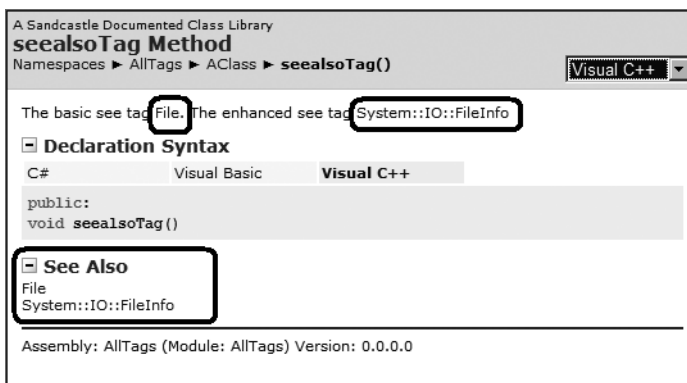 A Sandcastle Documented Class Library
seealsoTag Method
Namespaces ► AllTags ► AClass ► seealsoTag()
Visual C++
The basic see tag File. The enhanced see tag System::IO::FileInfo
Declaration Syntax
C# Visual Basic Visual C++
public:
void seealsoTag()
See Also
File
System::IO::FileInfo
Assembly: AllTags (Module: AllTags) Version: 0.0.0.0